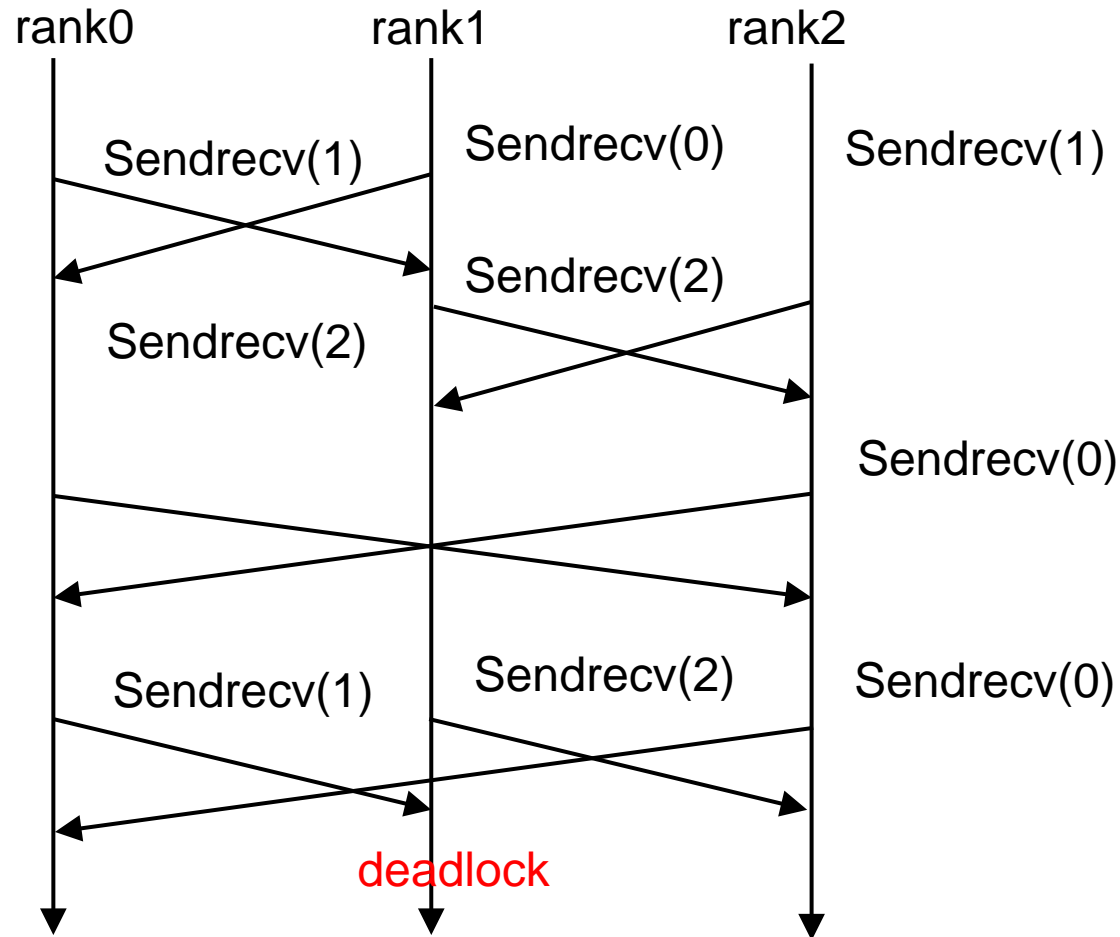 rank0
rank1
rank2
Sendrecv(1)
Sendrecv(0)
Sendrecv(1)
Sendrecv(2)
Sendrecv(2)
Sendrecv(0)
Sendrecv(1)
Sendrecv(2)
Sendrecv(0)
deadlock